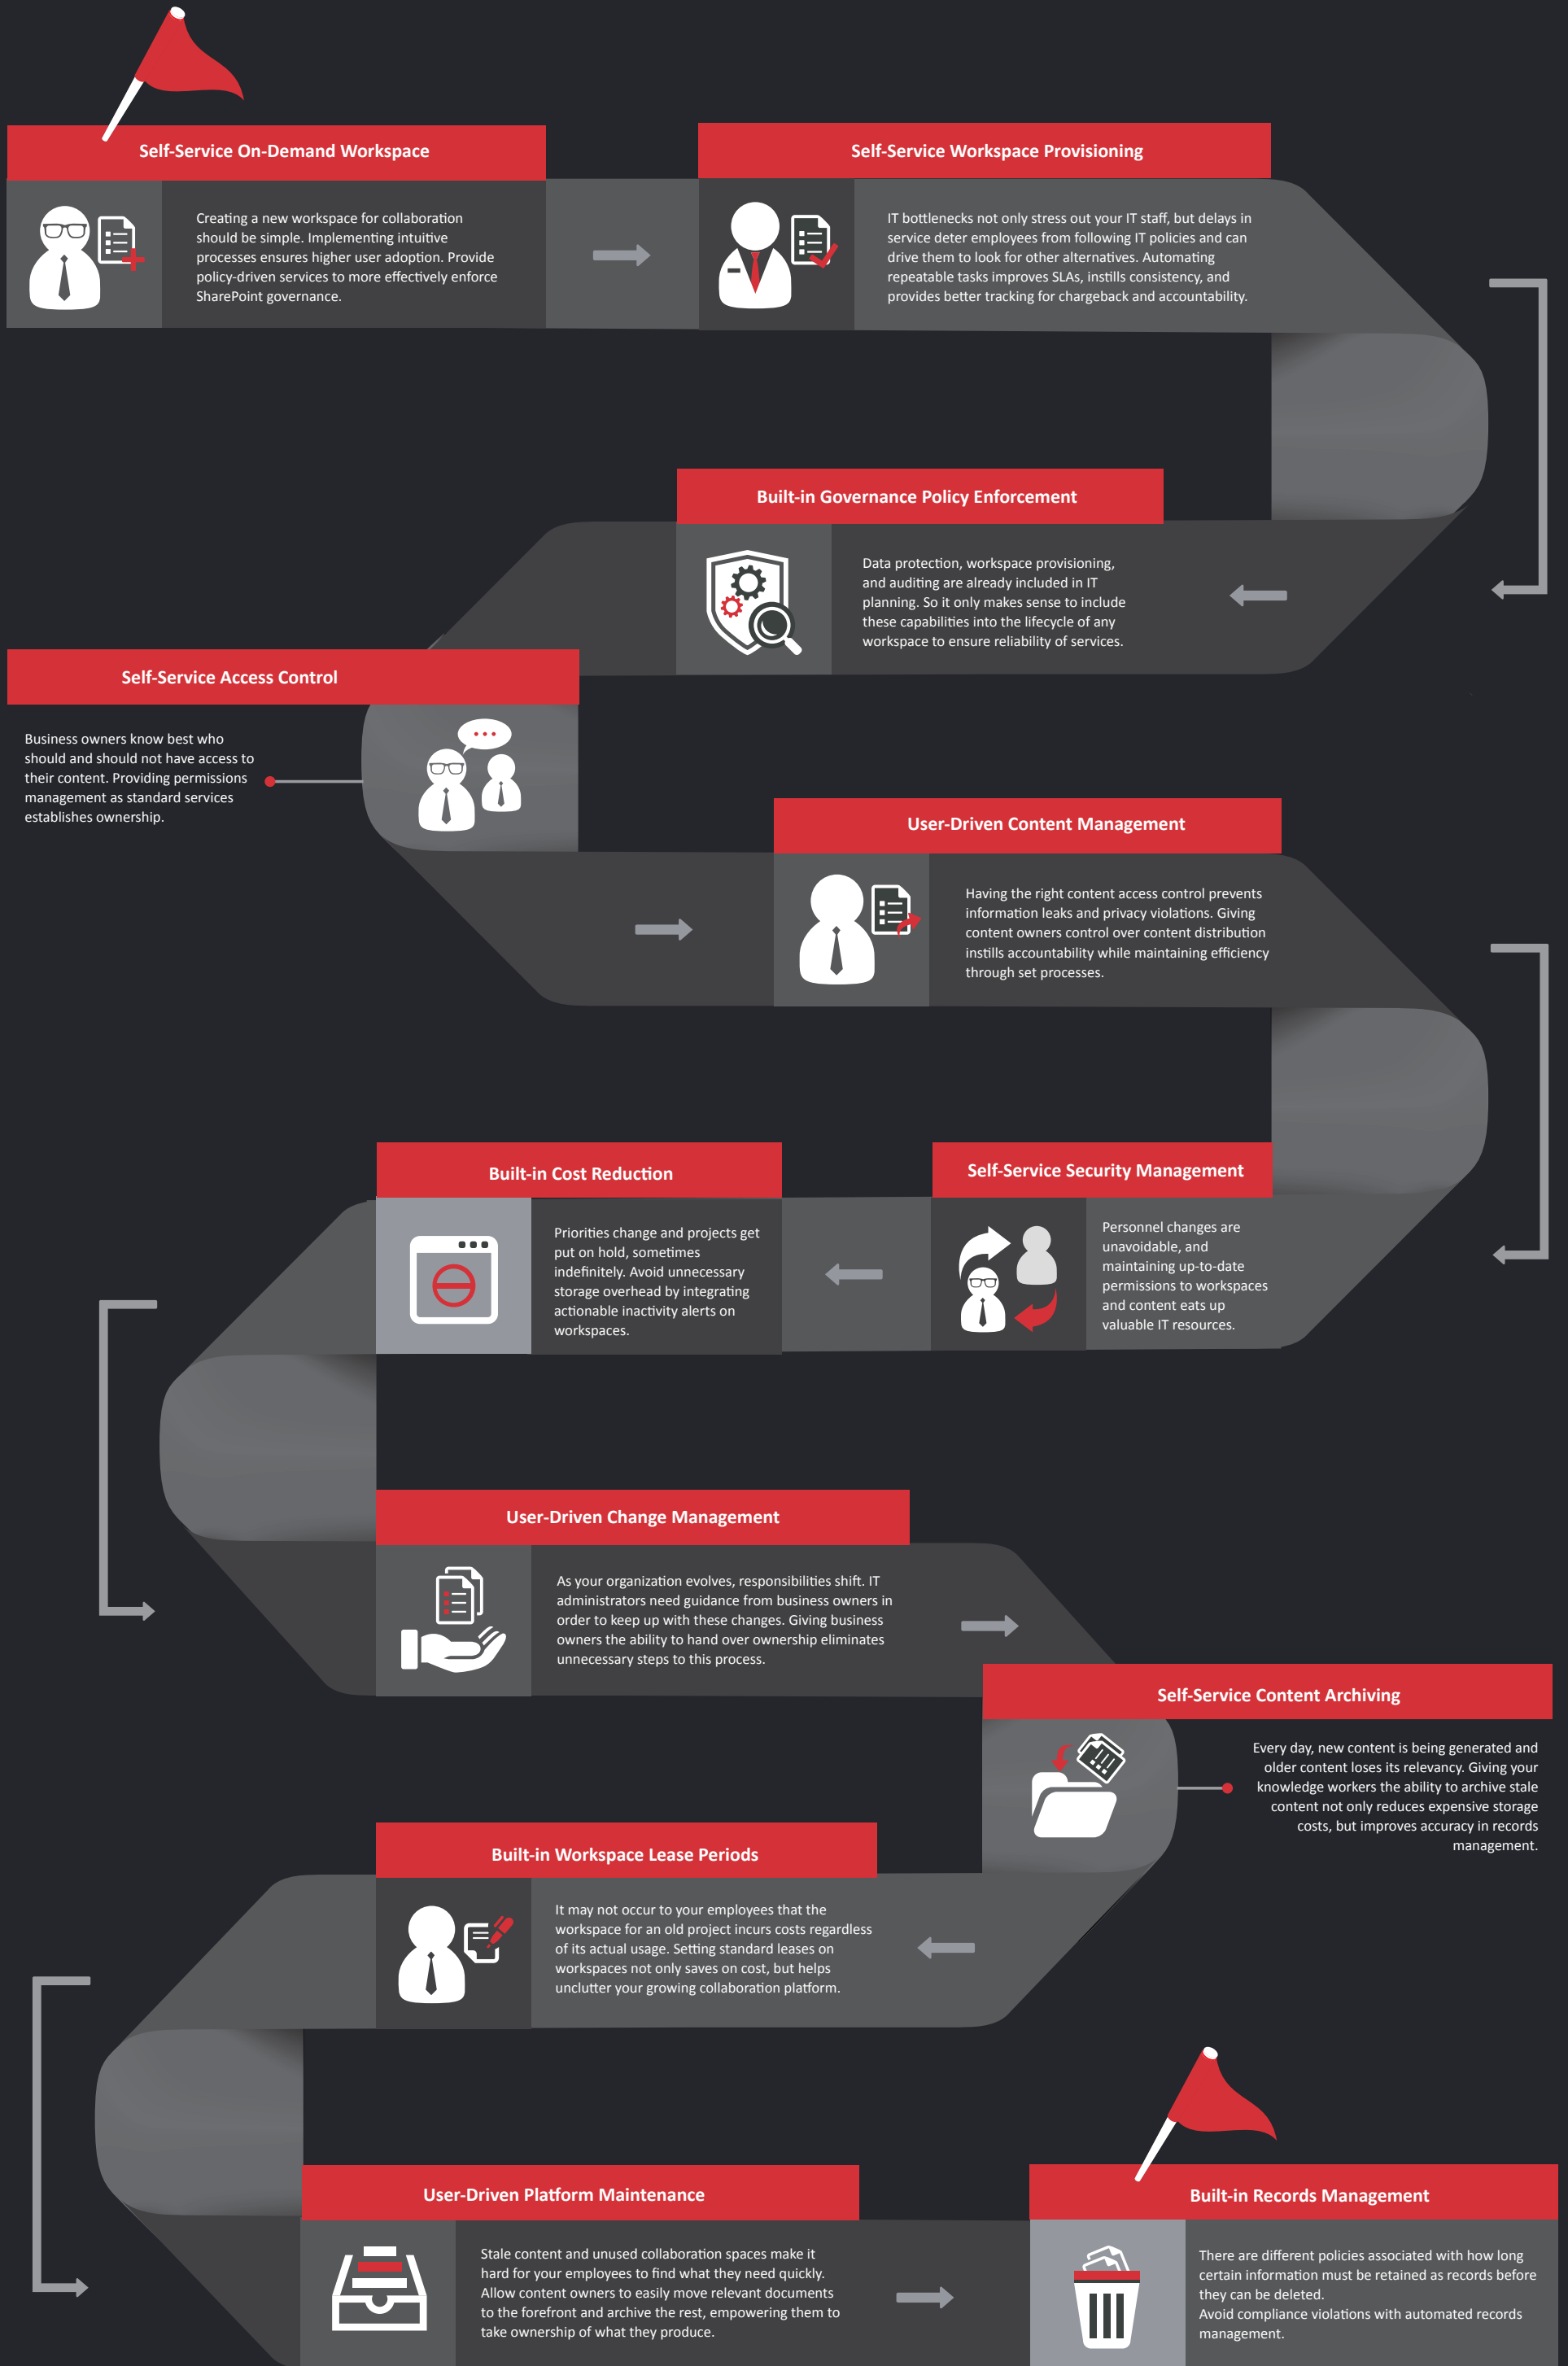 Self-Service On-Demand Workspace
Creating a new workspace for collaboration
should be simple. Implementing intuitive
processes ensures higher user adoption. Provide
policy-driven services to more effectively enforce
SharePoint governance.
Self-Service Workspace Provisioning
IT bottlenecks not only stress out your IT staff, but delays in
service deter employees from following IT policies and can
drive them to look for other alternatives. Automating
repeatable tasks improves SLAs, instills consistency, and
provides better tracking for chargeback and accountability.
Built-in Governance Policy Enforcement
Data protection, workspace provisioning,
and auditing are already included in IT
planning. So it only makes sense to include
these capabilities into the lifecycle of any
workspace to ensure reliability of services.
Self-Service Access Control
Business owners know best who
should and should not have access to
their content. Providing permissions
management as standard services
establishes ownership.
User-Driven Content Management
Having the right content access control prevents
information leaks and privacy violations. Giving
content owners control over content distribution
instills accountability while maintaining efficiency
through set processes.
Self-Service Security Management
Personnel changes are
unavoidable, and
maintaining up-to-date
permissions to workspaces
and content eats up
valuable IT resources.
Built-in Cost Reduction
Priorities change and projects get
put on hold, sometimes
indefinitely. Avoid unnecessary
storage overhead by integrating
actionable inactivity alerts on
workspaces.
User-Driven Change Management
As your organization evolves, responsibilities shift. IT
administrators need guidance from business owners in
order to keep up with these changes. Giving business
owners the ability to hand over ownership eliminates
unnecessary steps to this process.
Self-Service Content Archiving
Every day, new content is being generated and
older content loses its relevancy. Giving your
knowledge workers the ability to archive stale
content not only reduces expensive storage
costs, but improves accuracy in records
management.
Built-in Workspace Lease Periods
It may not occur to your employees that the
workspace for an old project incurs costs regardless
of its actual usage. Setting standard leases on
workspaces not only saves on cost, but helps
unclutter your growing collaboration platform.
User-Driven Platform Maintenance
Stale content and unused collaboration spaces make it
hard for your employees to find what they need quickly.
Allow content owners to easily move relevant documents
to the forefront and archive the rest, empowering them to
take ownership of what they produce.
Built-in Records Management
There are different policies associated with how long
certain information must be retained as records before
they can be deleted.
Avoid compliance violations with automated records
management.